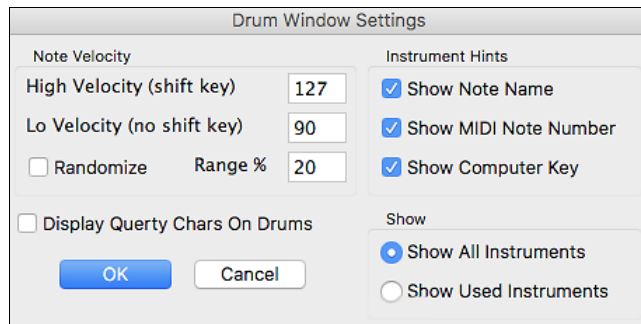 Drum Window Settings
Note Velocity
High Velocity (shift key) 127
Lo Velocity (no shift key) 90
Randomize Range % 20
Display Querty Chars On Drums
OK Cancel
Instrument Hints
Show Note Name
Show MIDI Note Number
Show Computer Key
Show
Show All Instruments
Show Used Instruments